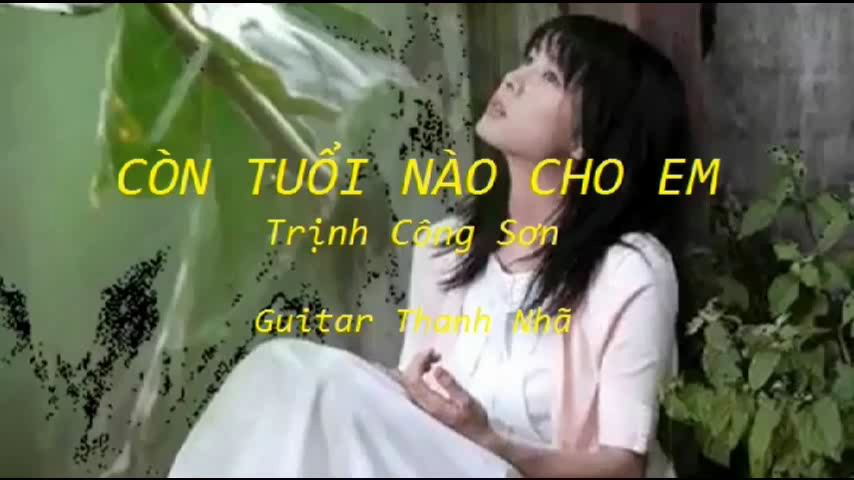 CÒN TUỔI NÀO CHO EM
Trịnh Công Sơn
Guitar Thanh Nhã